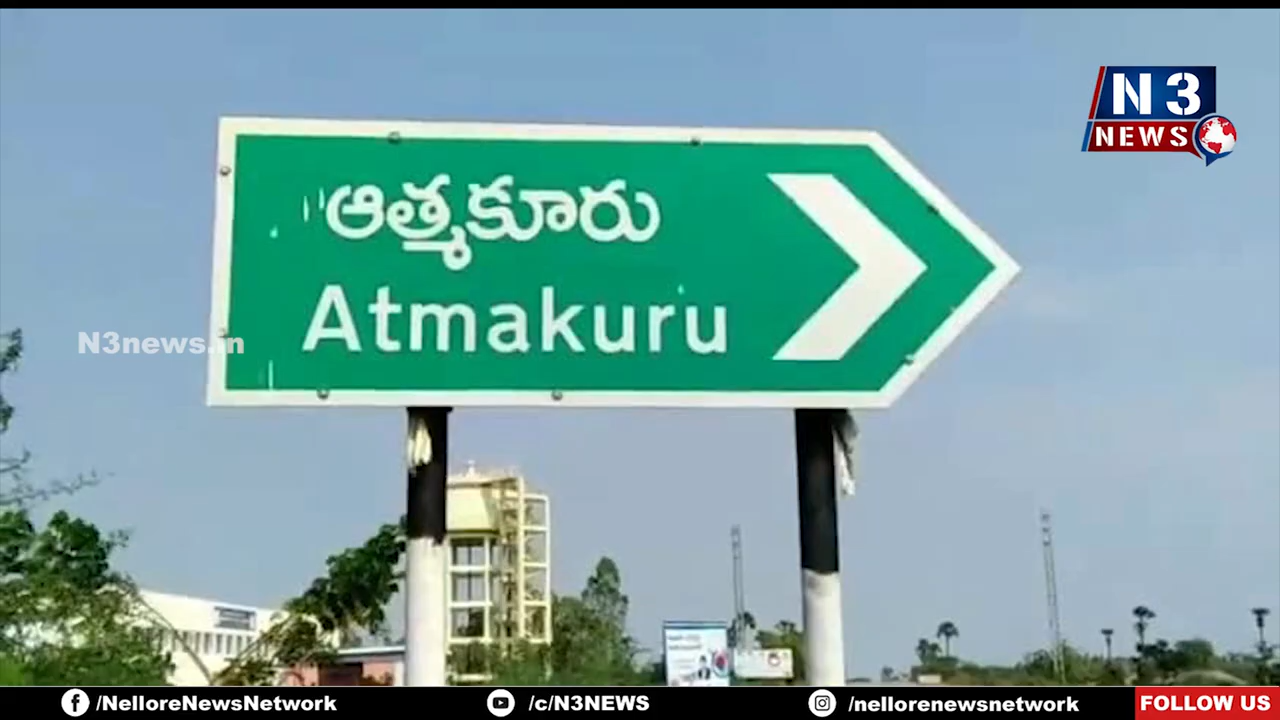 N3
NEWS
ఆత్మకూరు
Atmakuru
N3news.in
/NelloreNewsNetwork
/c/N3NEWS
/nellorenewsnetwork
FOLLOW US